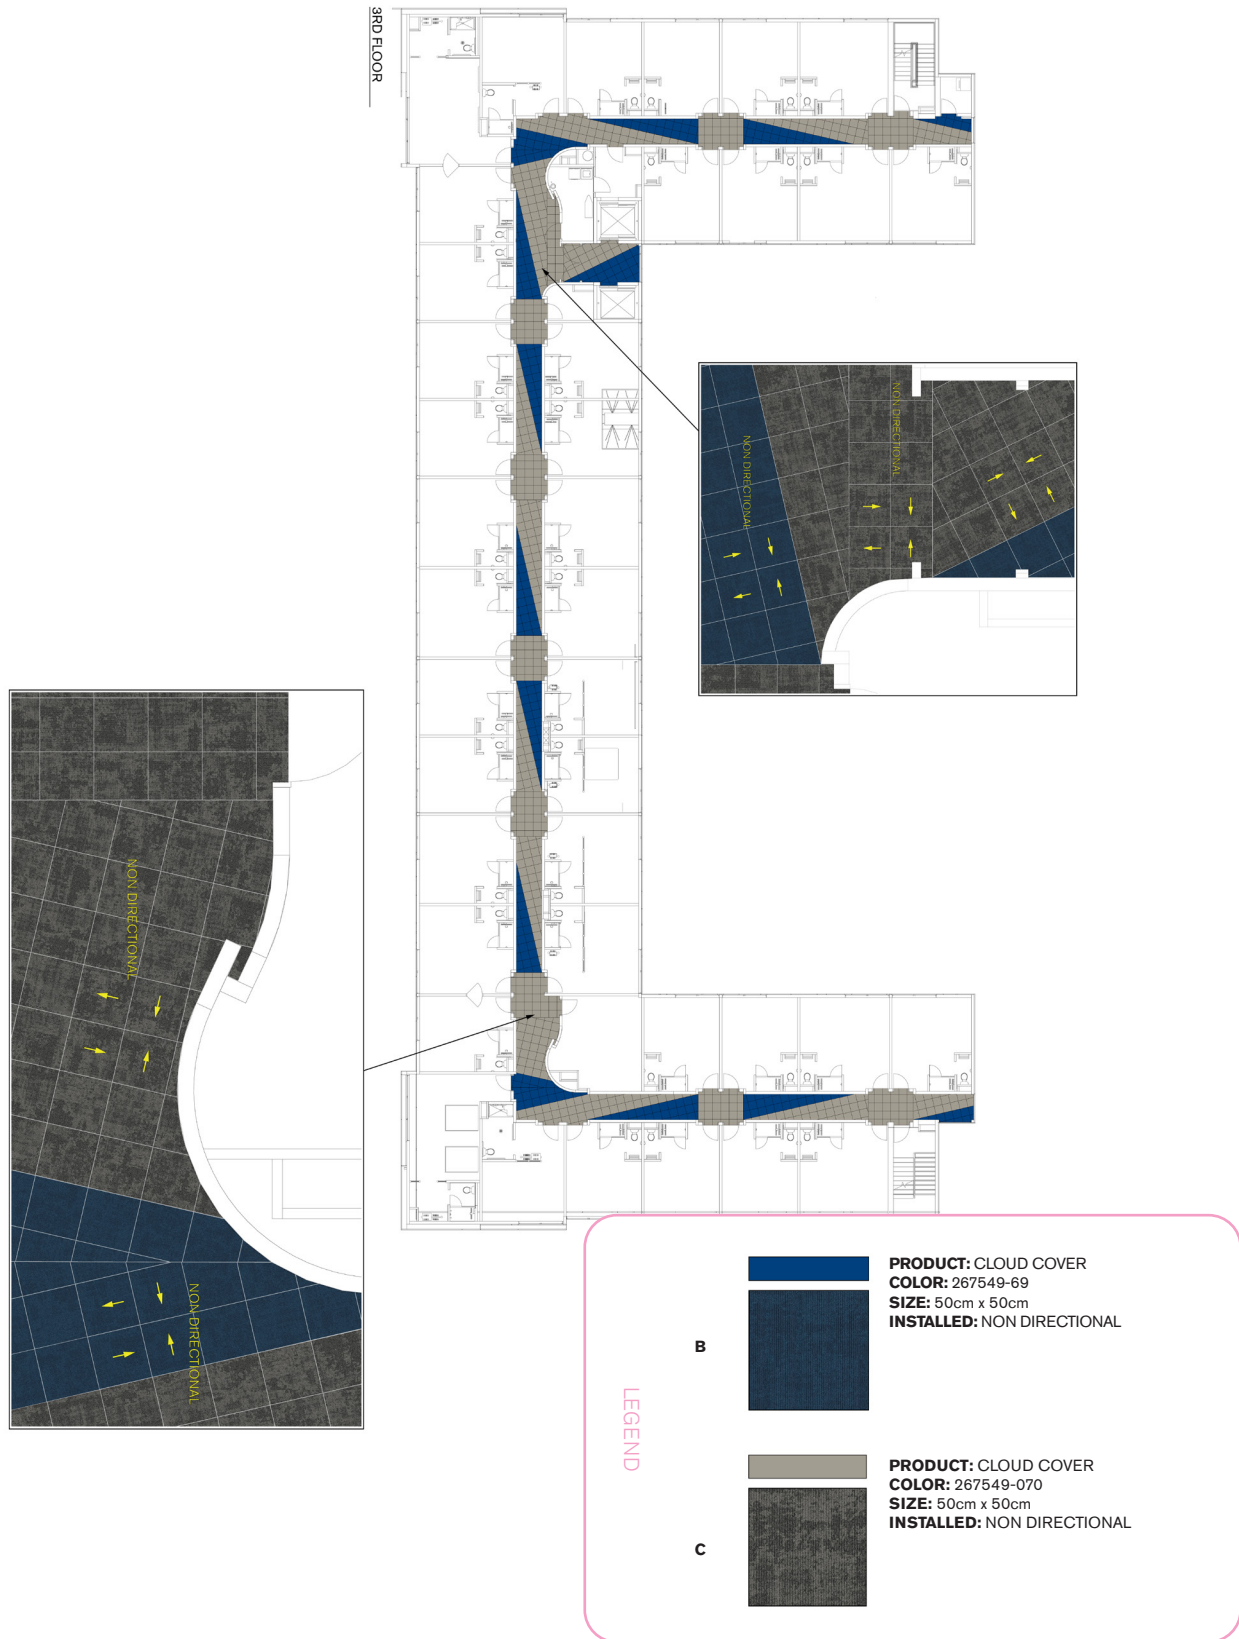 3RD FLOOR
NON DIRECTIONAL
NON DIRECTIONAL
NON DIRECTIONAL
NON DIRECTIONAL
LEGEND
B
PRODUCT: CLOUD COVER
COLOR: 267549-69
SIZE: 50cm x 50cm
INSTALLED: NON DIRECTIONAL
C
PRODUCT: CLOUD COVER
COLOR: 267549-070
SIZE: 50cm x 50cm
INSTALLED: NON DIRECTIONAL